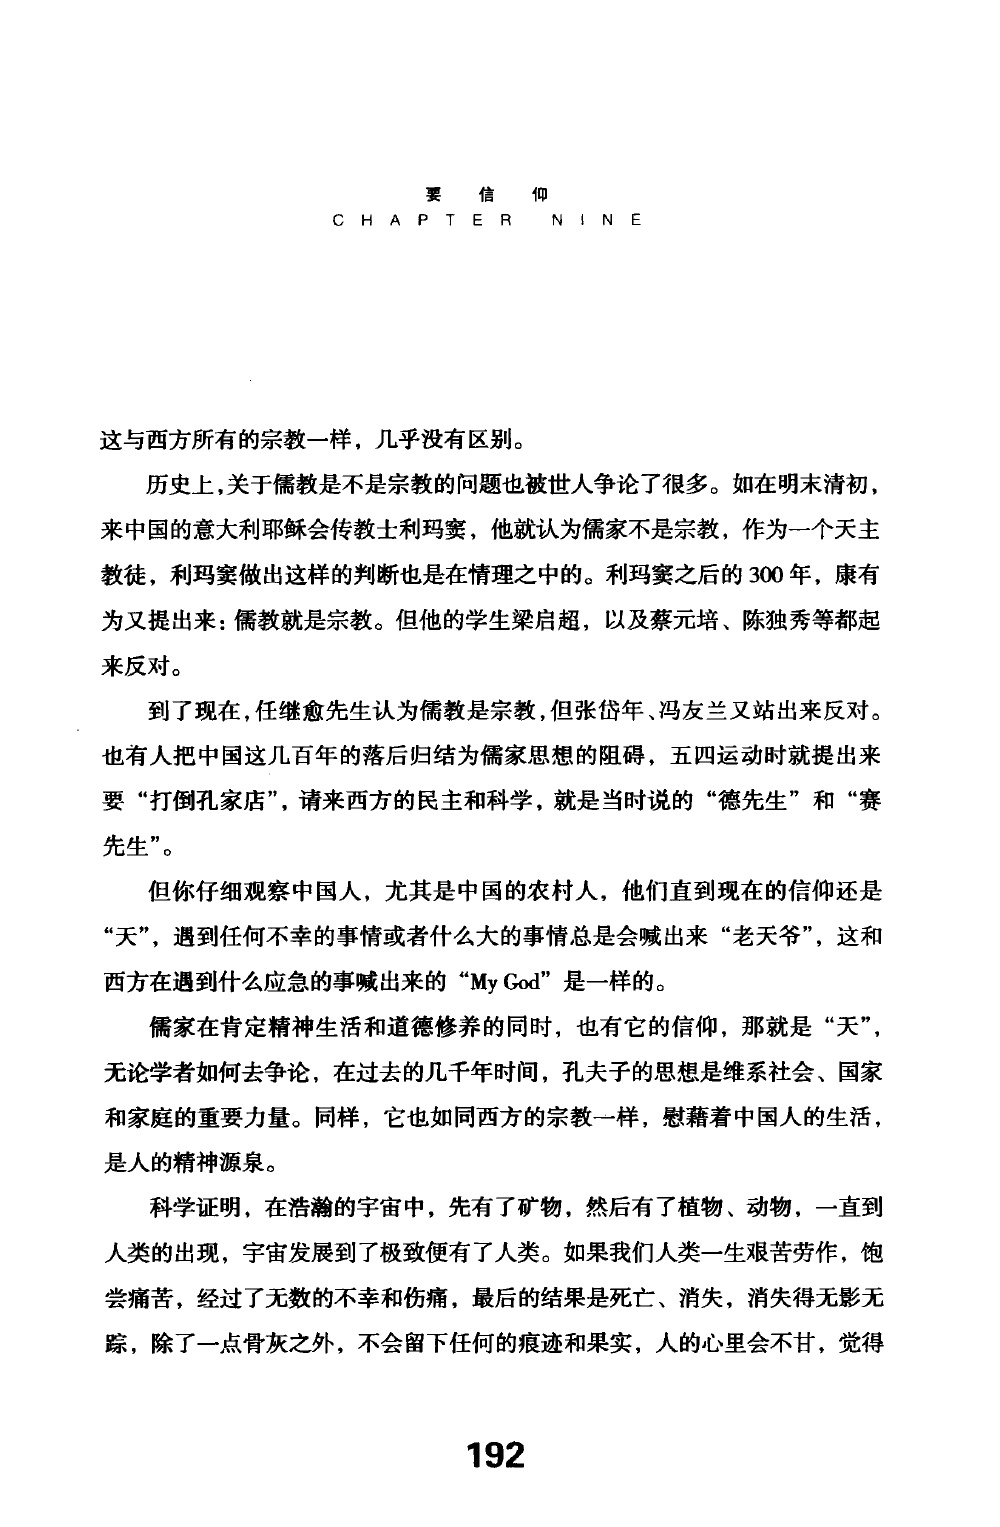 要信仰
CHAPTER NINE
这与西方所有的宗教一样，几乎没有区别。
历史上，关于儒教是不是宗教的问题也被世人争论了很多。如在明末清初，
来中国的意大利耶稣会传教士利玛窦，他就认为儒家不是宗教，作为一个天主
教徒，利玛窦做出这样的判断也是在情理之中的。利玛窦之后的 300 年，康有
为又提出来：儒教就是宗教。但他的学生梁启超，以及蔡元培、陈独秀等都起
来反对。
到了现在，任继愈先生认为儒教是宗教，但张岱年、冯友兰又站出来反对。
也有人把中国这几百年的落后归结为儒家思想的阻碍，五四运动时就提出来
要“打倒孔家店”，请来西方的民主和科学，就是当时说的“德先生”和“赛
先生”。
但你仔细观察中国人，尤其是中国的农村人，他们直到现在的信仰还是
“天”，遇到任何不幸的事情或者什么大的事情总是会喊出来“老天爷”，这和
西方在遇到什么应急的事喊出来的“My God”是一样的。
儒家在肯定精神生活和道德修养的同时，也有它的信仰，那就是“天”，
无论学者如何去争论，在过去的几千年时间，孔夫子的思想是维系社会、国家
和家庭的重要力量。同样，它也如同西方的宗教一样，慰藉着中国人的生活，
是人的精神源泉。
科学证明，在浩瀚的宇宙中，先有了矿物，然后有了植物、动物，一直到
人类的出现，宇宙发展到了极致便有了人类。如果我们人类一生艰苦劳作，饱
尝痛苦，经过了无数的不幸和伤痛，最后的结果是死亡、消失，消失得无影无
踪，除了一点骨灰之外，不会留下任何的痕迹和果实，人的心里会不甘，觉得
192